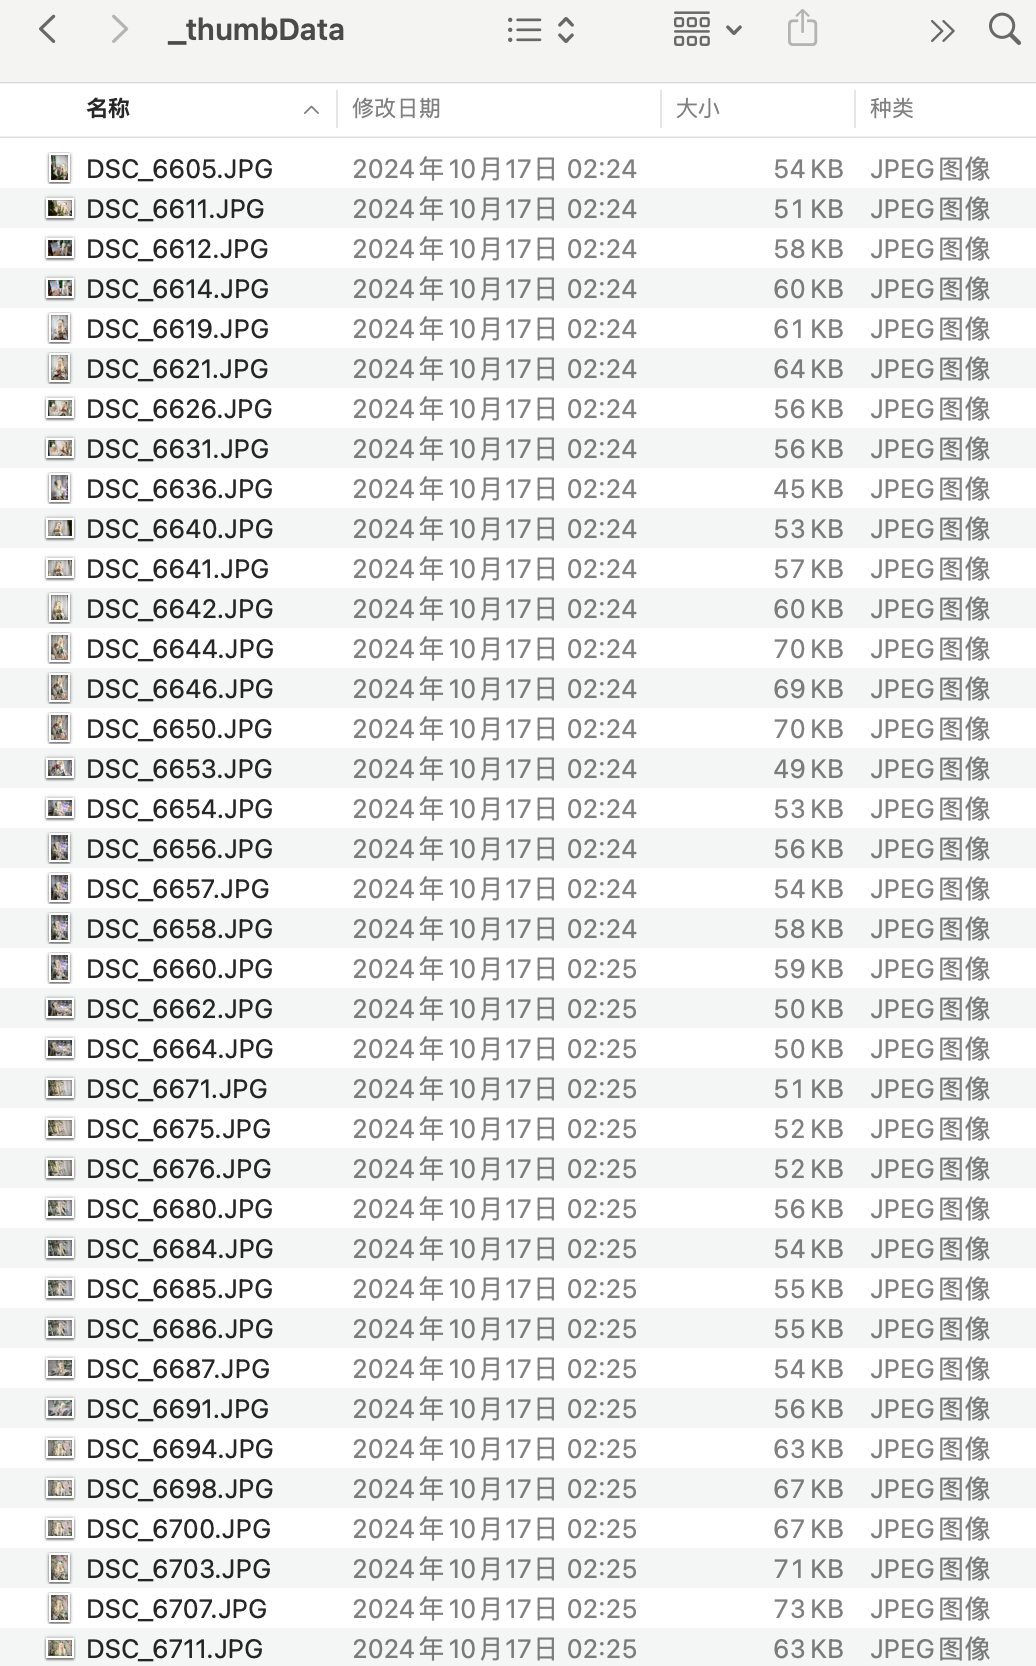 _thumbData
名称 修改日期 大小 种类
DSC_6605.JPG 2024年10月17日 02:24 54 KB JPEG图像
DSC_6611.JPG 2024年10月17日 02:24 51 KB JPEG图像
DSC_6612.JPG 2024年10月17日 02:24 58 KB JPEG图像
DSC_6614.JPG 2024年10月17日 02:24 60 KB JPEG图像
DSC_6619.JPG 2024年10月17日 02:24 61 KB JPEG图像
DSC_6621.JPG 2024年10月17日 02:24 64 KB JPEG图像
DSC_6626.JPG 2024年10月17日 02:24 56 KB JPEG图像
DSC_6631.JPG 2024年10月17日 02:24 56 KB JPEG图像
DSC_6636.JPG 2024年10月17日 02:24 45 KB JPEG图像
DSC_6640.JPG 2024年10月17日 02:24 53 KB JPEG图像
DSC_6641.JPG 2024年10月17日 02:24 57 KB JPEG图像
DSC_6642.JPG 2024年10月17日 02:24 60 KB JPEG图像
DSC_6644.JPG 2024年10月17日 02:24 70 KB JPEG图像
DSC_6646.JPG 2024年10月17日 02:24 69 KB JPEG图像
DSC_6650.JPG 2024年10月17日 02:24 70 KB JPEG图像
DSC_6653.JPG 2024年10月17日 02:24 49 KB JPEG图像
DSC_6654.JPG 2024年10月17日 02:24 53 KB JPEG图像
DSC_6656.JPG 2024年10月17日 02:24 56 KB JPEG图像
DSC_6657.JPG 2024年10月17日 02:24 54 KB JPEG图像
DSC_6658.JPG 2024年10月17日 02:24 58 KB JPEG图像
DSC_6660.JPG 2024年10月17日 02:25 59 KB JPEG图像
DSC_6662.JPG 2024年10月17日 02:25 50 KB JPEG图像
DSC_6664.JPG 2024年10月17日 02:25 50 KB JPEG图像
DSC_6671.JPG 2024年10月17日 02:25 51 KB JPEG图像
DSC_6675.JPG 2024年10月17日 02:25 52 KB JPEG图像
DSC_6676.JPG 2024年10月17日 02:25 52 KB JPEG图像
DSC_6680.JPG 2024年10月17日 02:25 56 KB JPEG图像
DSC_6684.JPG 2024年10月17日 02:25 54 KB JPEG图像
DSC_6685.JPG 2024年10月17日 02:25 55 KB JPEG图像
DSC_6686.JPG 2024年10月17日 02:25 55 KB JPEG图像
DSC_6687.JPG 2024年10月17日 02:25 54 KB JPEG图像
DSC_6691.JPG 2024年10月17日 02:25 56 KB JPEG图像
DSC_6694.JPG 2024年10月17日 02:25 63 KB JPEG图像
DSC_6698.JPG 2024年10月17日 02:25 67 KB JPEG图像
DSC_6700.JPG 2024年10月17日 02:25 67 KB JPEG图像
DSC_6703.JPG 2024年10月17日 02:25 71 KB JPEG图像
DSC_6707.JPG 2024年10月17日 02:25 73 KB JPEG图像
DSC_6711.JPG 2024年10月17日 02:25 63 KB JPEG图像